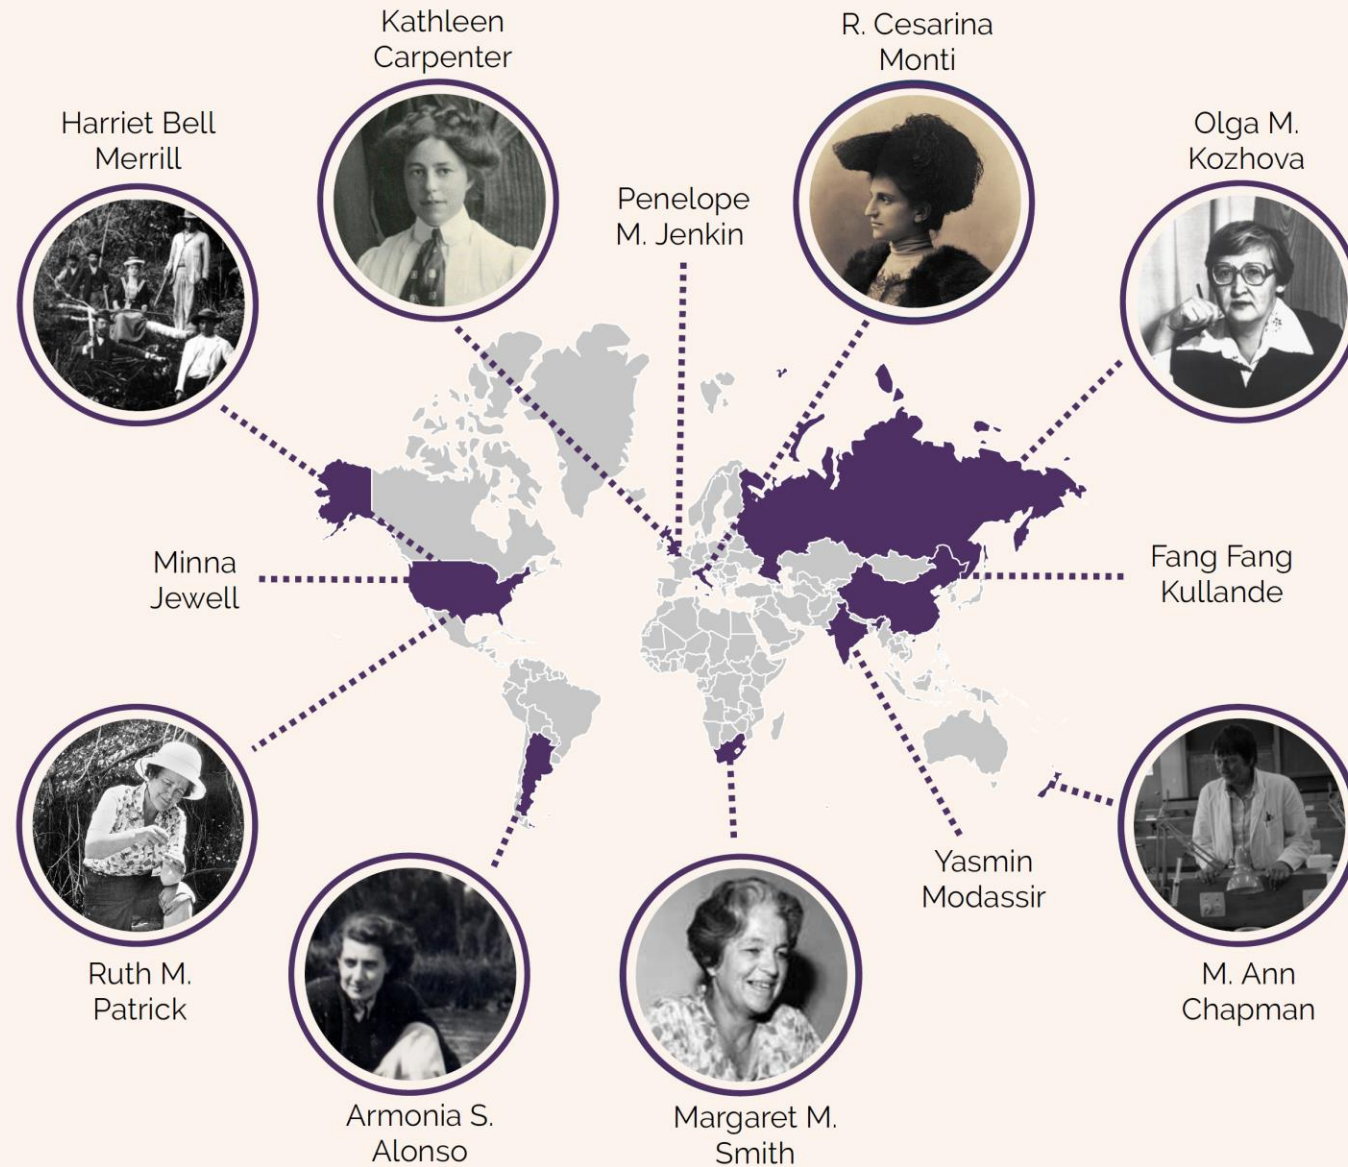 Kathleen
Carpenter
R. Cesarina
Monti
Harriet Bell
Merrill
Olga M.
Kozhova
Penelope
M. Jenkin
Minna
Jewell
Fang Fang
Kullande
Yasmin
Modassir
Ruth M.
Patrick
M. Ann
Chapman
Armonia S.
Alonso
Margaret M.
Smith